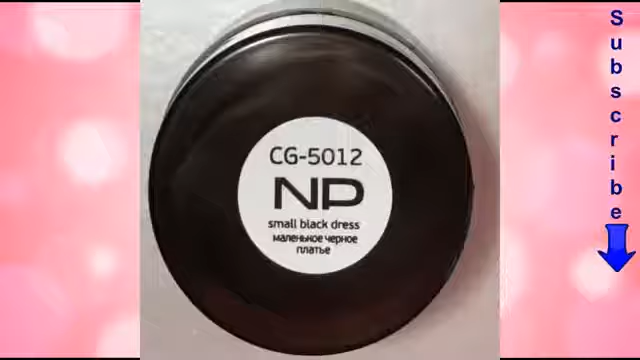 CG-5012
NP
small black dress
маленькое черное
платье
Subscribe